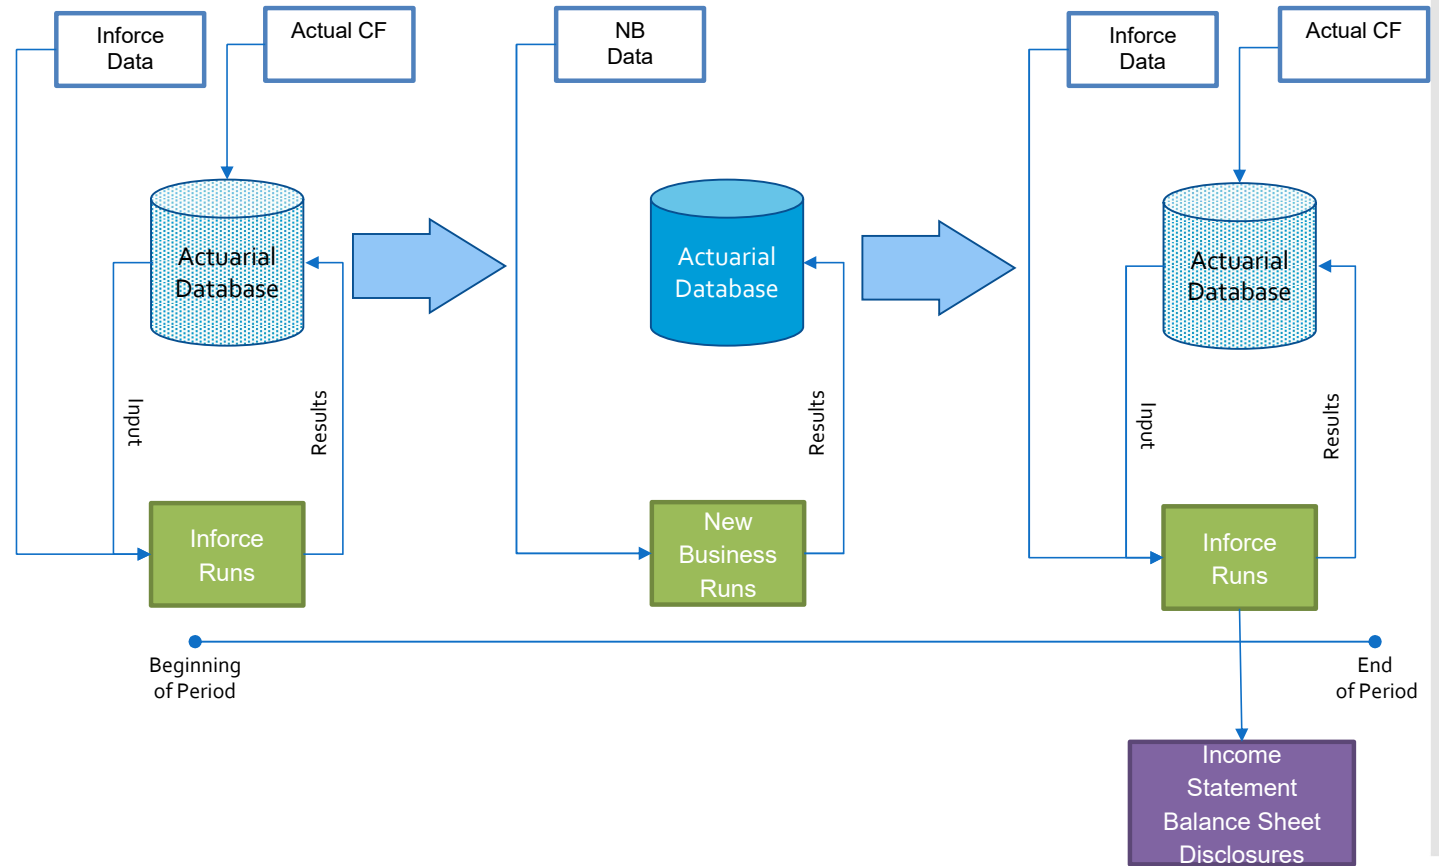 Inforce
Data
Actual CF
NB
Data
Inforce
Data
Actual CF
Actuarial
Database
Actuarial
Database
Actuarial
Database
Input
Results
Results
Input
Results
Inforce
Runs
New
Business
Runs
Inforce
Runs
Beginning
of Period
End
of Period
Income
Statement
Balance Sheet
Disclosures